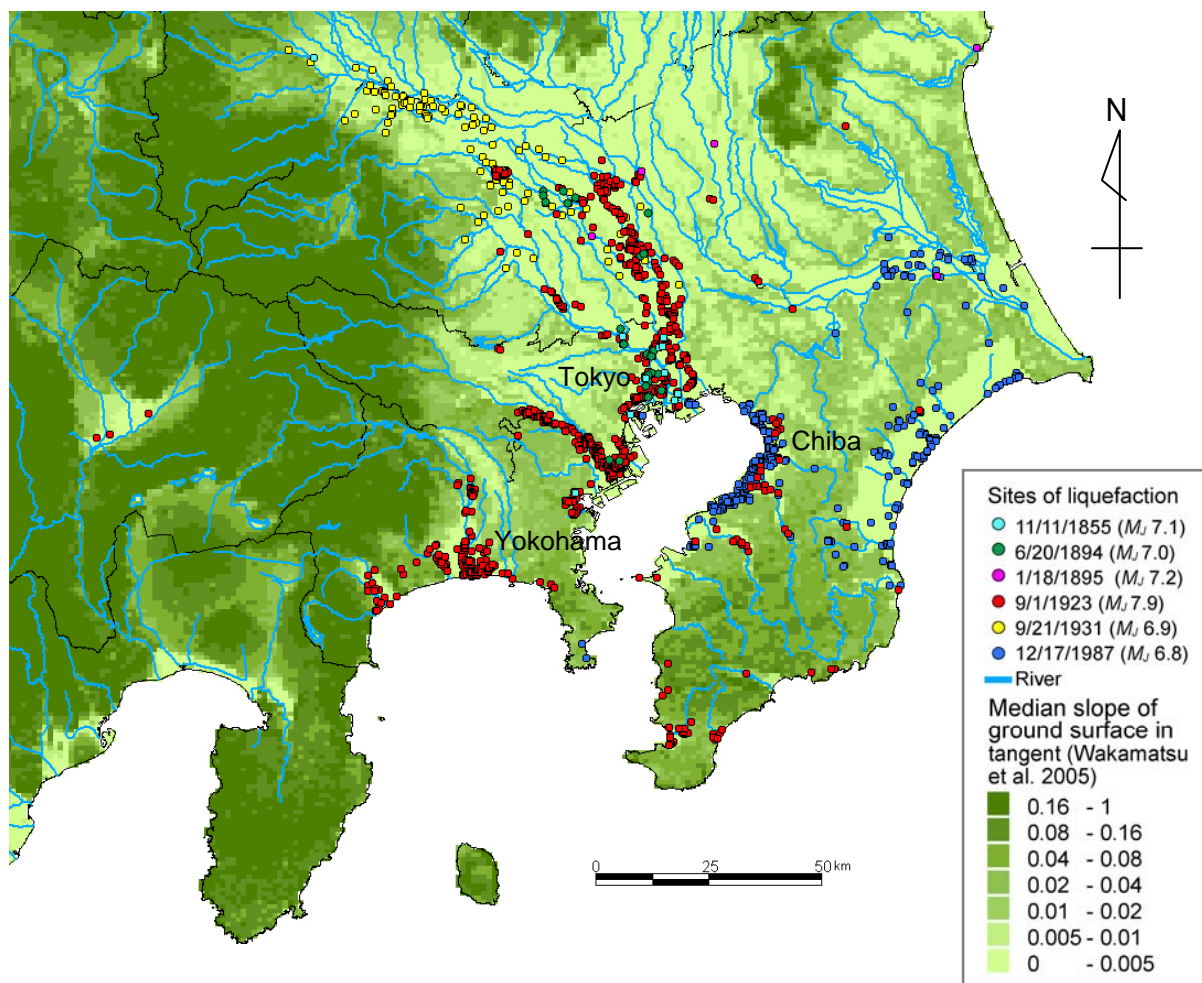 N
Tokyo
Chiba
Yokohama
Sites of liquefaction
11/11/1855 (MJ 7.1)
6/20/1894 (MJ 7.0)
1/18/1895 (MJ 7.2)
9/1/1923 (MJ 7.9)
9/21/1931 (MJ 6.9)
12/17/1987 (MJ 6.8)
River
Median slope of
ground surface in
tangent (Wakamatsu
et al. 2005)
0.16 - 1
0.08 - 0.16
0.04 - 0.08
0.02 - 0.04
0.01 - 0.02
0.005 - 0.01
0 - 0.005
0 25 50 km